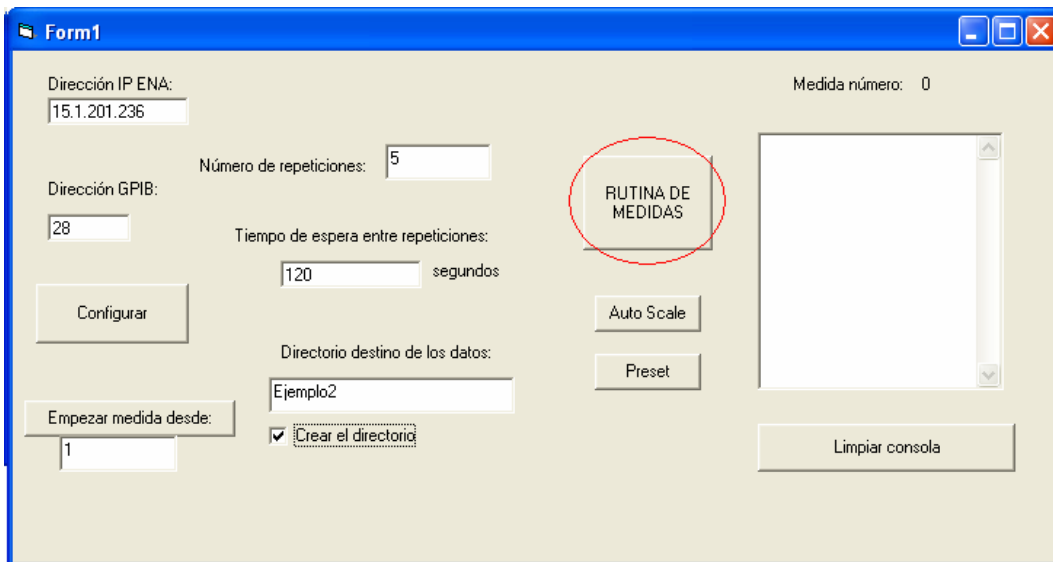 Form1
Dirección IP ENA:
15.1.201.236
Medida número: 0
Número de repeticiones: 5
Dirección GPIB:
28
RUTINA DE
MEDIDAS
Tiempo de espera entre repeticiones:
120 segundos
Configurar
Auto Scale
Directorio destino de los datos:
Preset
Ejemplo2
Empezar medida desde:
1
Crear el directorio
Limpiar consola